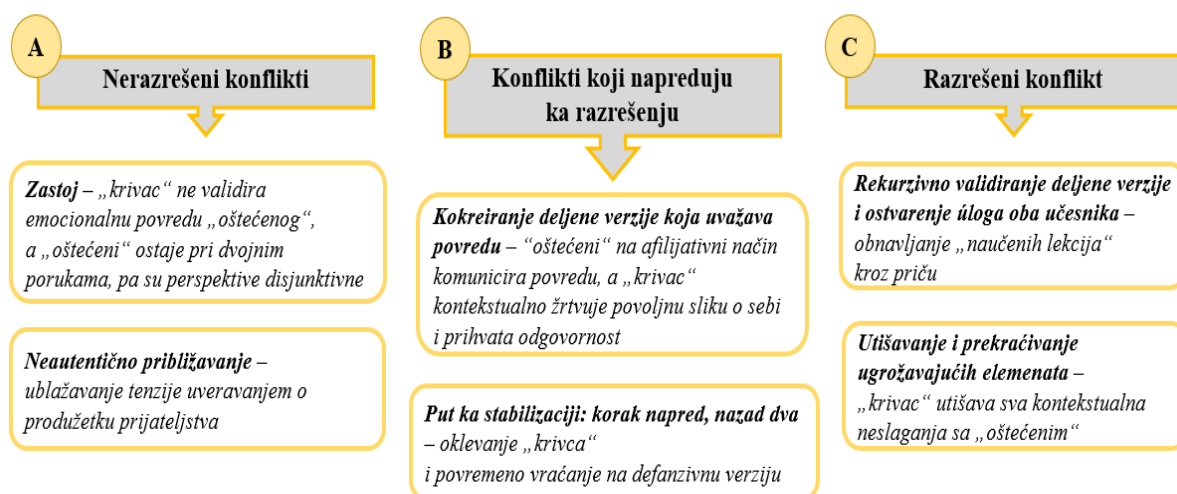 A
Nerazrešeni konflikti
Zastoj – „krivac“ ne validira
emocionalnu povredu „oštećenog“,
a „oštećeni“ ostaje pri dvojnim
porukama, pa su perspektive disjunktivne
Neautentično približavanje –
ublažavanje tenzije uveravanjem o
produžetku prijateljstva
B
Konflikti koji napreduju
ka razrešenju
Kokreiranje deljene verzije koja uvažava
povredu – “oštećeni“ na afilijativni način
komunicira povredu, a „krivac“
kontekstualno žrtvuje povoljnu sliku o sebi
i prihvata odgovornost
Put ka stabilizaciji: korak napred, nazad dva
– oklevanje „krivca“
i povremeno vraćanje na defanzivnu verziju
C
Razrešeni konflikt
Rekurzivno validiranje deljene verzije
i ostvarenje úloga oba učesnika –
obnavljanje „naučenih lekcija“
kroz priču
Utišavanje i prekraćivanje
ugrožavajućih elemenata –
„krivac“ utišava sva kontekstualna
neslaganja sa „oštećenim“